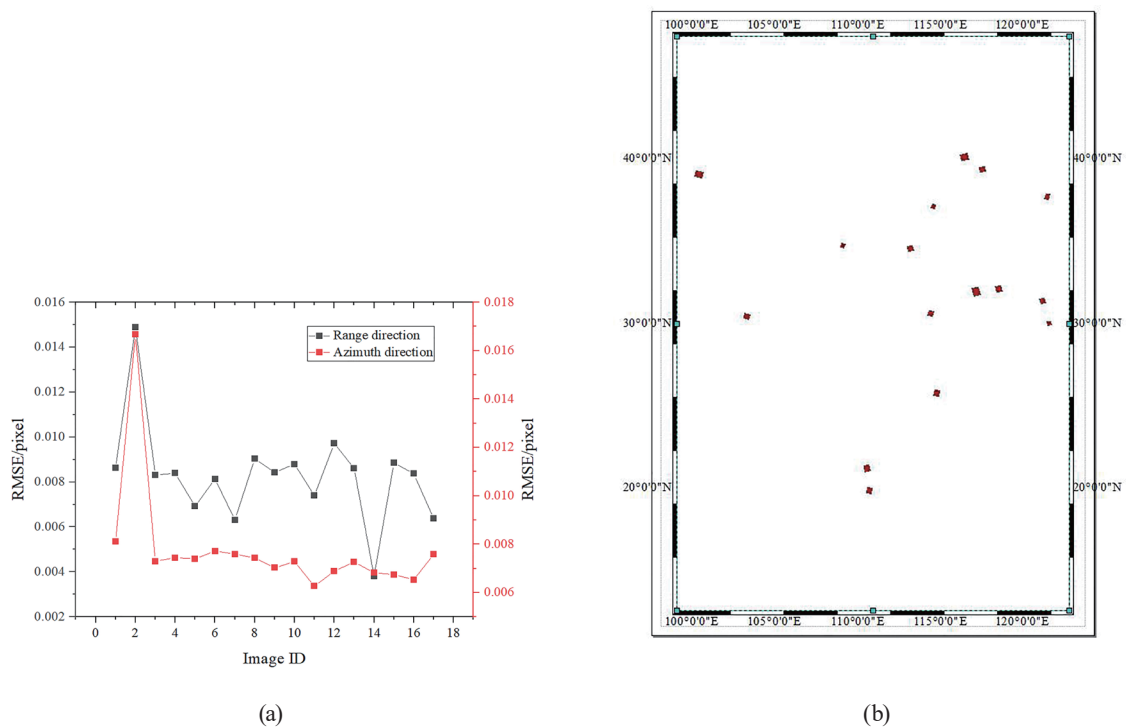 0.016
0.014
0.012
0.010
0.008
0.006
0.004
0.002
RMSE/pixel
0 2 4 6 8 10 12 14 16 18
Image ID
Range direction
Azimuth direction
0.018
0.016
0.014
0.012
0.010
0.008
0.006
RMSE/pixel
(a)
100°0'0"E 105°0'0"E 110°0'0"E 115°0'0"E 120°0'0"E
40°0'0"N 40°0'0"N
30°0'0"N 30°0'0"N
20°0'0"N 20°0'0"N
100°0'0"E 105°0'0"E 110°0'0"E 115°0'0"E 120°0'0"E
(b)